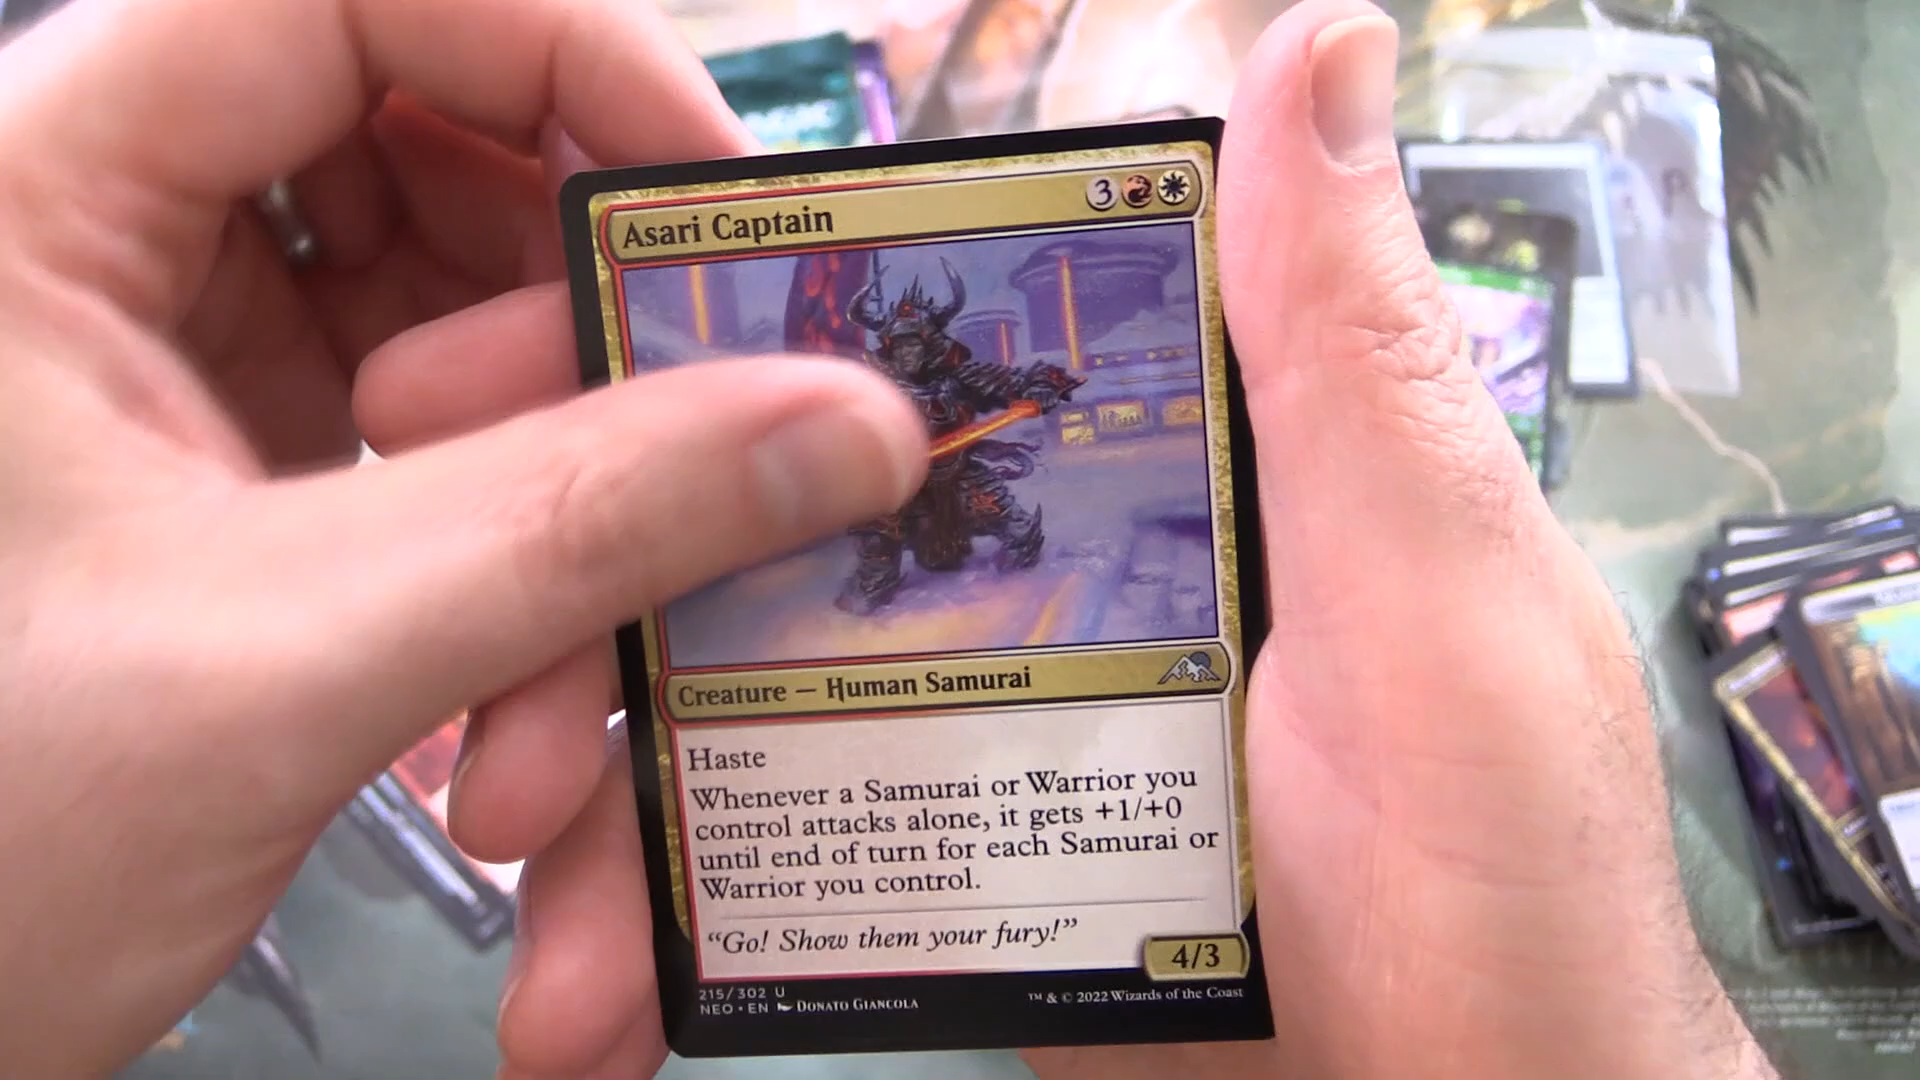 Asari Captain 3
Creature — Human Samurai
Haste
Whenever a Samurai or Warrior you
control attacks alone, it gets +1/+0
until end of turn for each Samurai or
Warrior you control.
“Go! Show them your fury!”
4/3
215/302 U
NEO • EN DONATO GIANCOLA
™ & © 2022 Wizards of the Coast